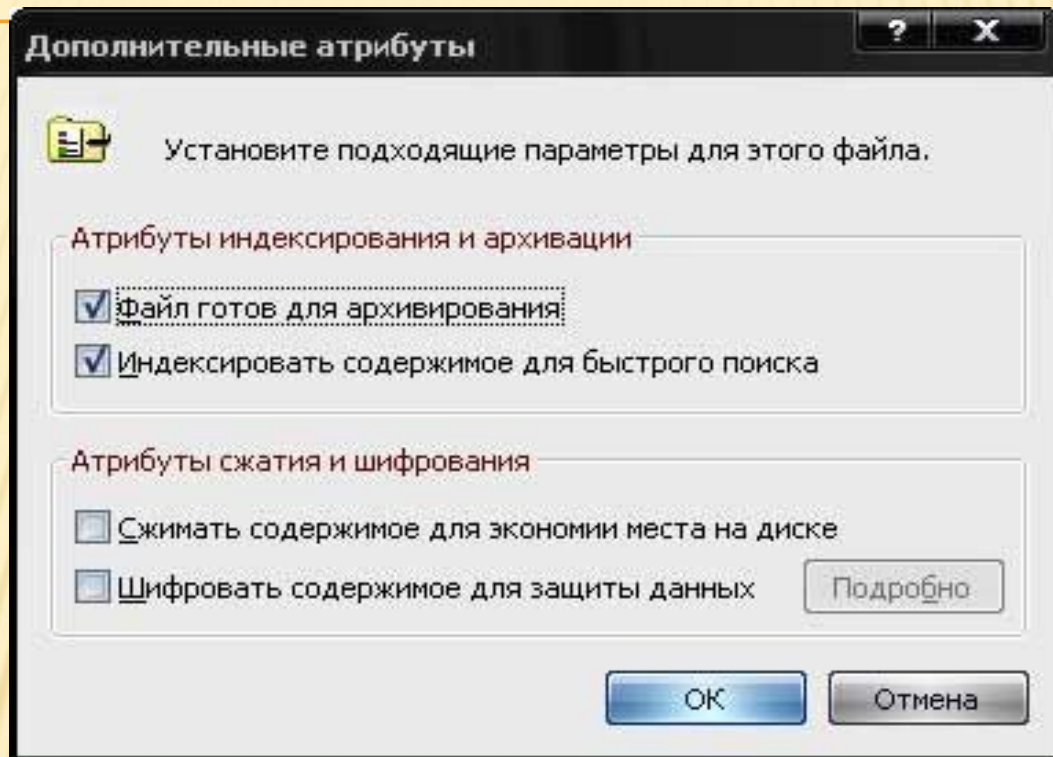 Дополнительные атрибуты
? X
Установите подходящие параметры для этого файла.
Атрибуты индексирования и архивации
Файл готов для архивирования
Индексировать содержимое для быстрого поиска
Атрибуты сжатия и шифрования
Сжимать содержимое для экономии места на диске
Шифровать содержимое для защиты данных
Подробно
ОК
Отмена